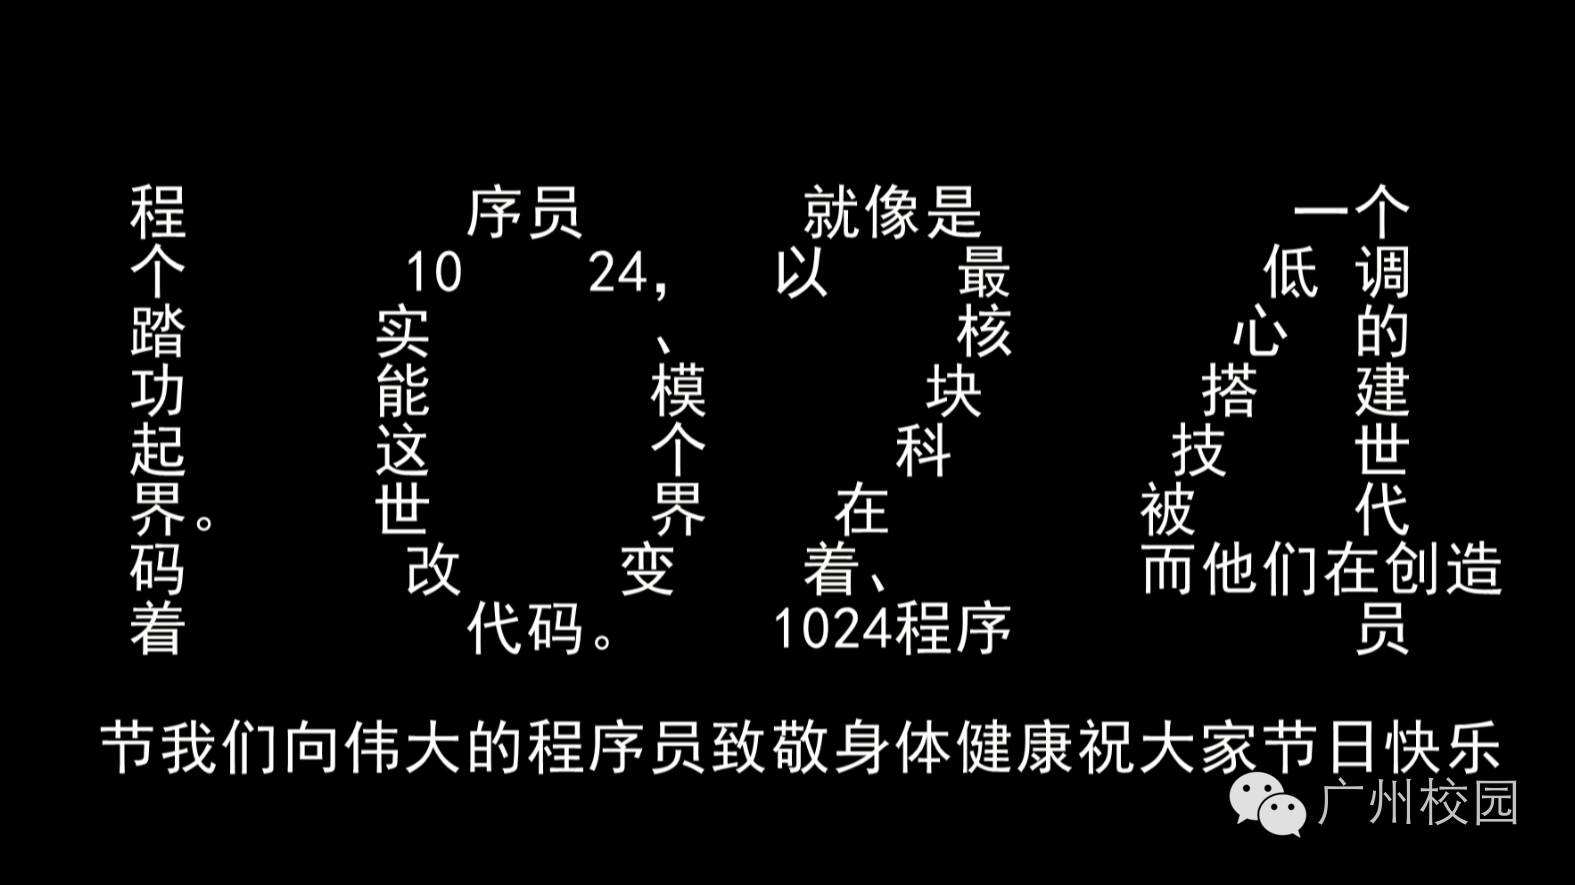 程 序员 就像是 一个
个 10 24, 以 最 低 调
踏 实 、 核 心 的
功 能 模 块 搭 建
起 这 个 科 技 世
界。 世 界 在 被 代
码 改 变 着、 而他们在创造
着 代码。 1024程序 员
节我们向伟大的程序员致敬身体健康祝大家节日快乐
广州校园